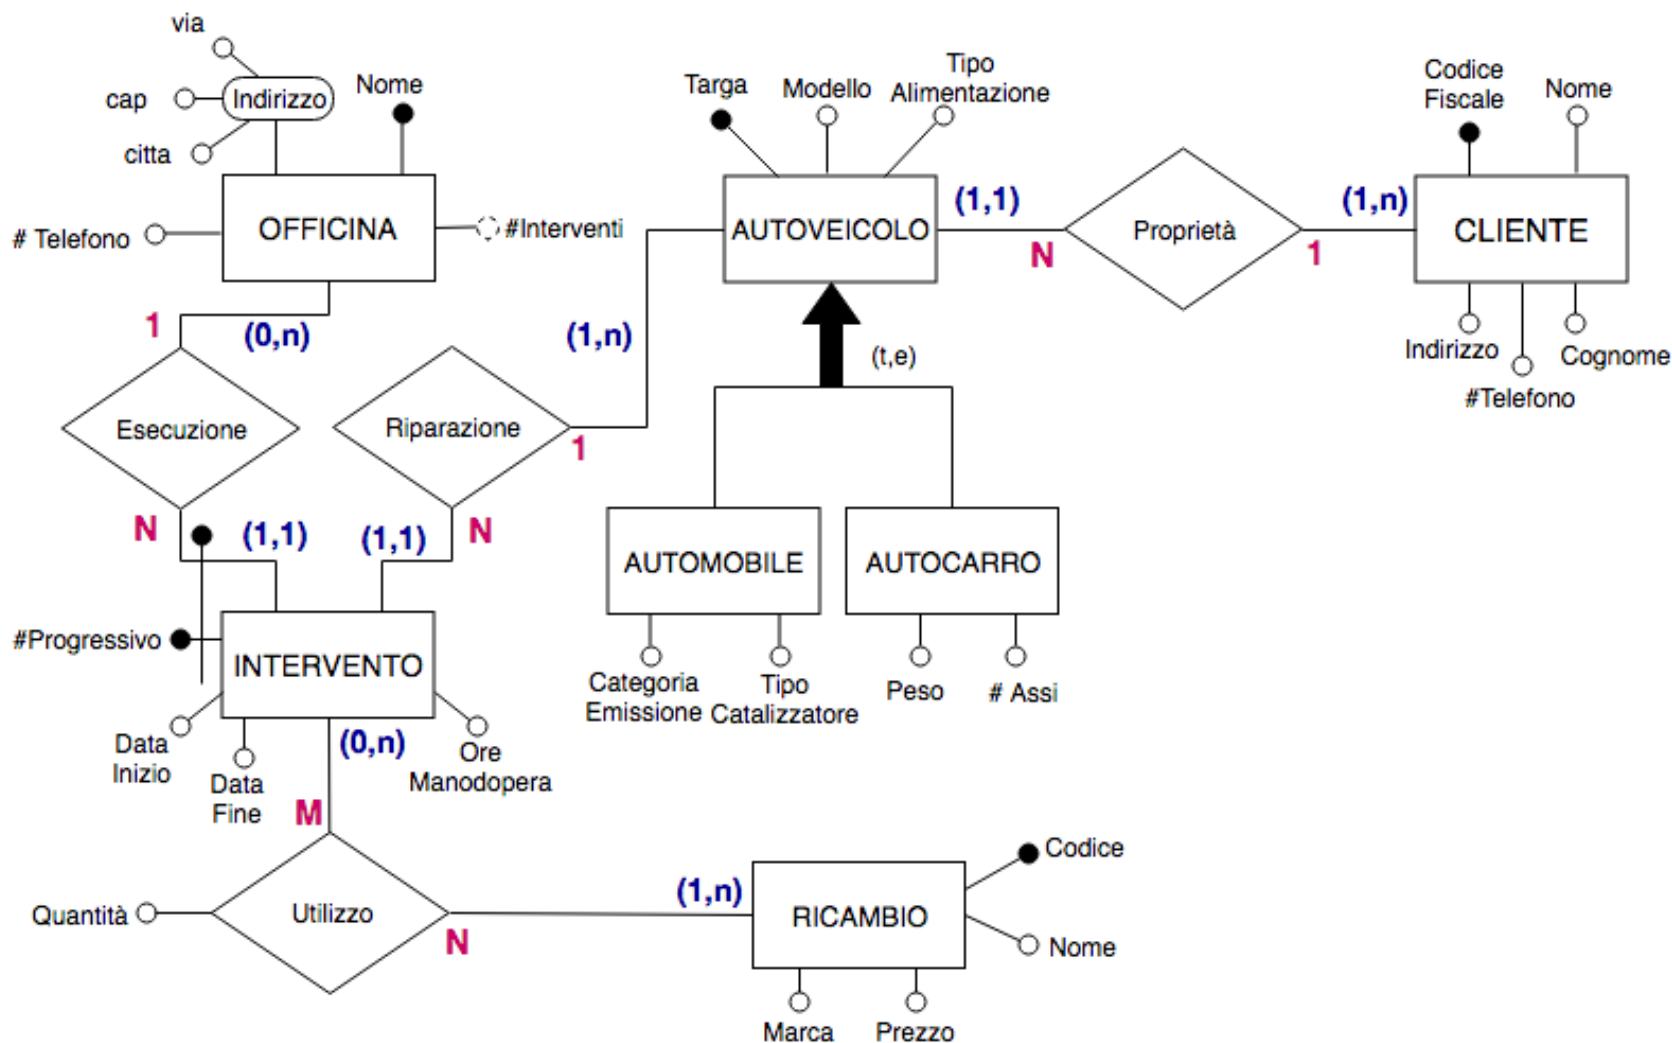 via
cap
Indirizzo
citta
Nome
# Telefono
OFFICINA
#Interventi
1
(0,n)
Esecuzione
N
(1,1)
Targa
Modello
Tipo
Alimentazione
AUTOVEICOLO
(1,1)
N
Proprietà
1
(1,n)
Codice
Fiscale
Nome
CLIENTE
Indirizzo
#Telefono
Cognome
(1,n)
Riparazione
1
(1,1)
N
(t,e)
AUTOMOBILE
AUTOCARRO
Categoria
Emissione
Tipo
Catalizzatore
Peso
# Assi
#Progressivo
INTERVENTO
Data
Inizio
Data
Fine
(0,n)
Ore
Manodopera
M
Quantità
Utilizzo
N
(1,n)
RICAMBIO
Codice
Nome
Marca
Prezzo